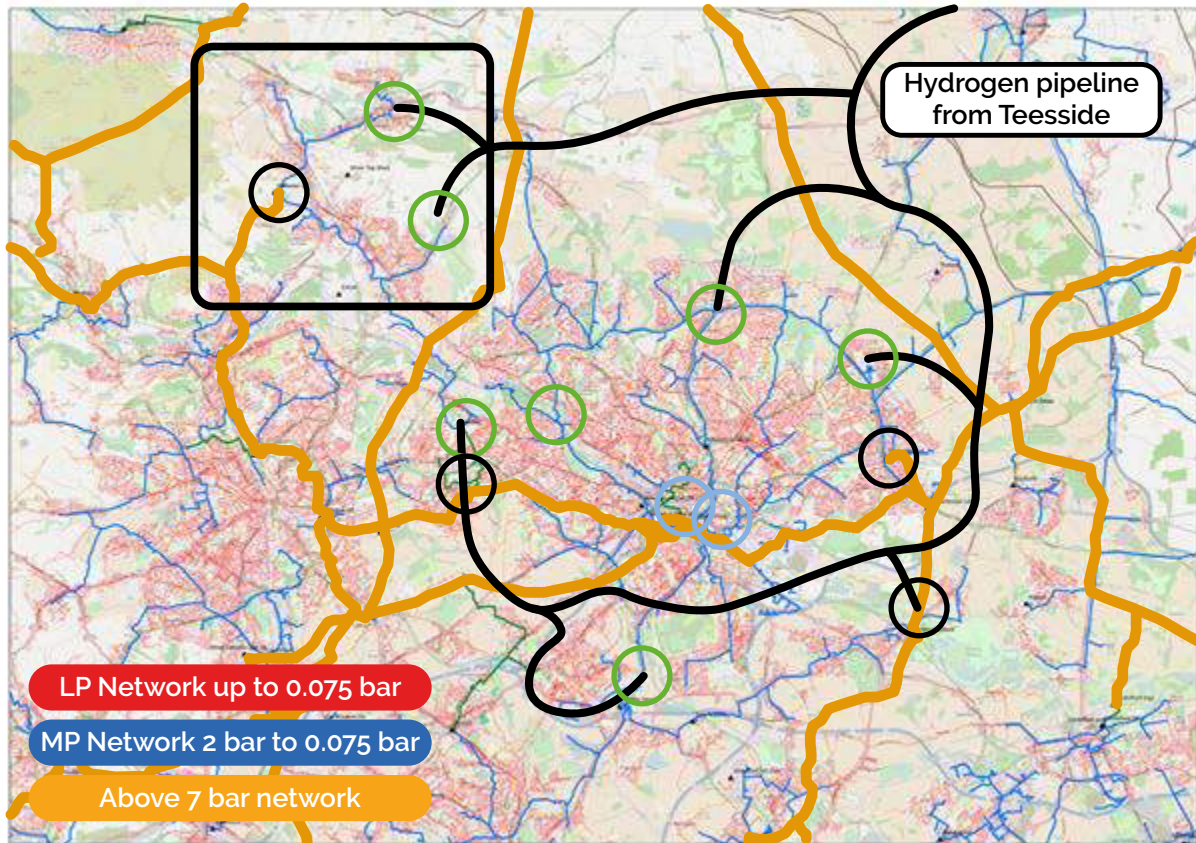 Hydrogen pipeline
from Teesside
LP Network up to 0.075 bar
MP Network 2 bar to 0.075 bar
Above 7 bar network